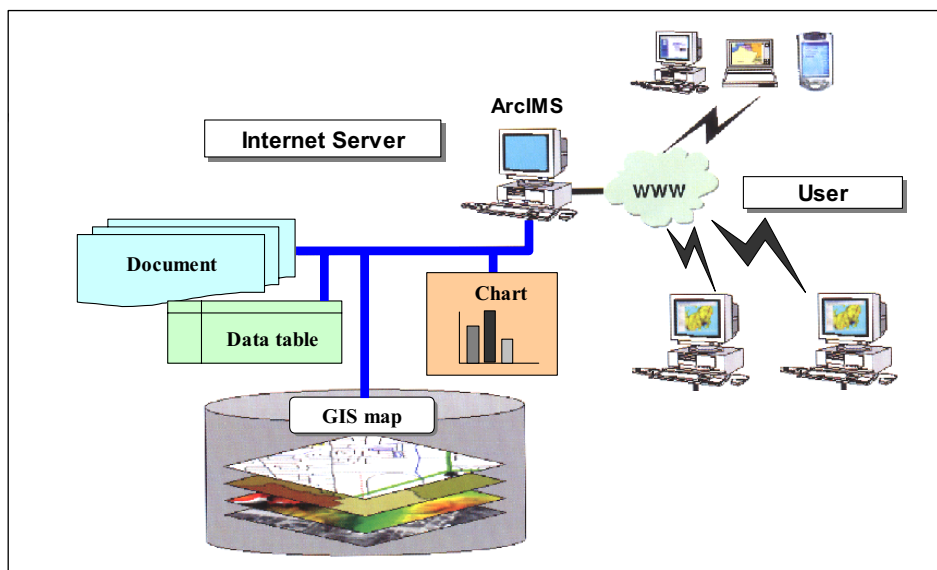 ArcIMS
Internet Server
WWW
User
Document
Data table
Chart
GIS map